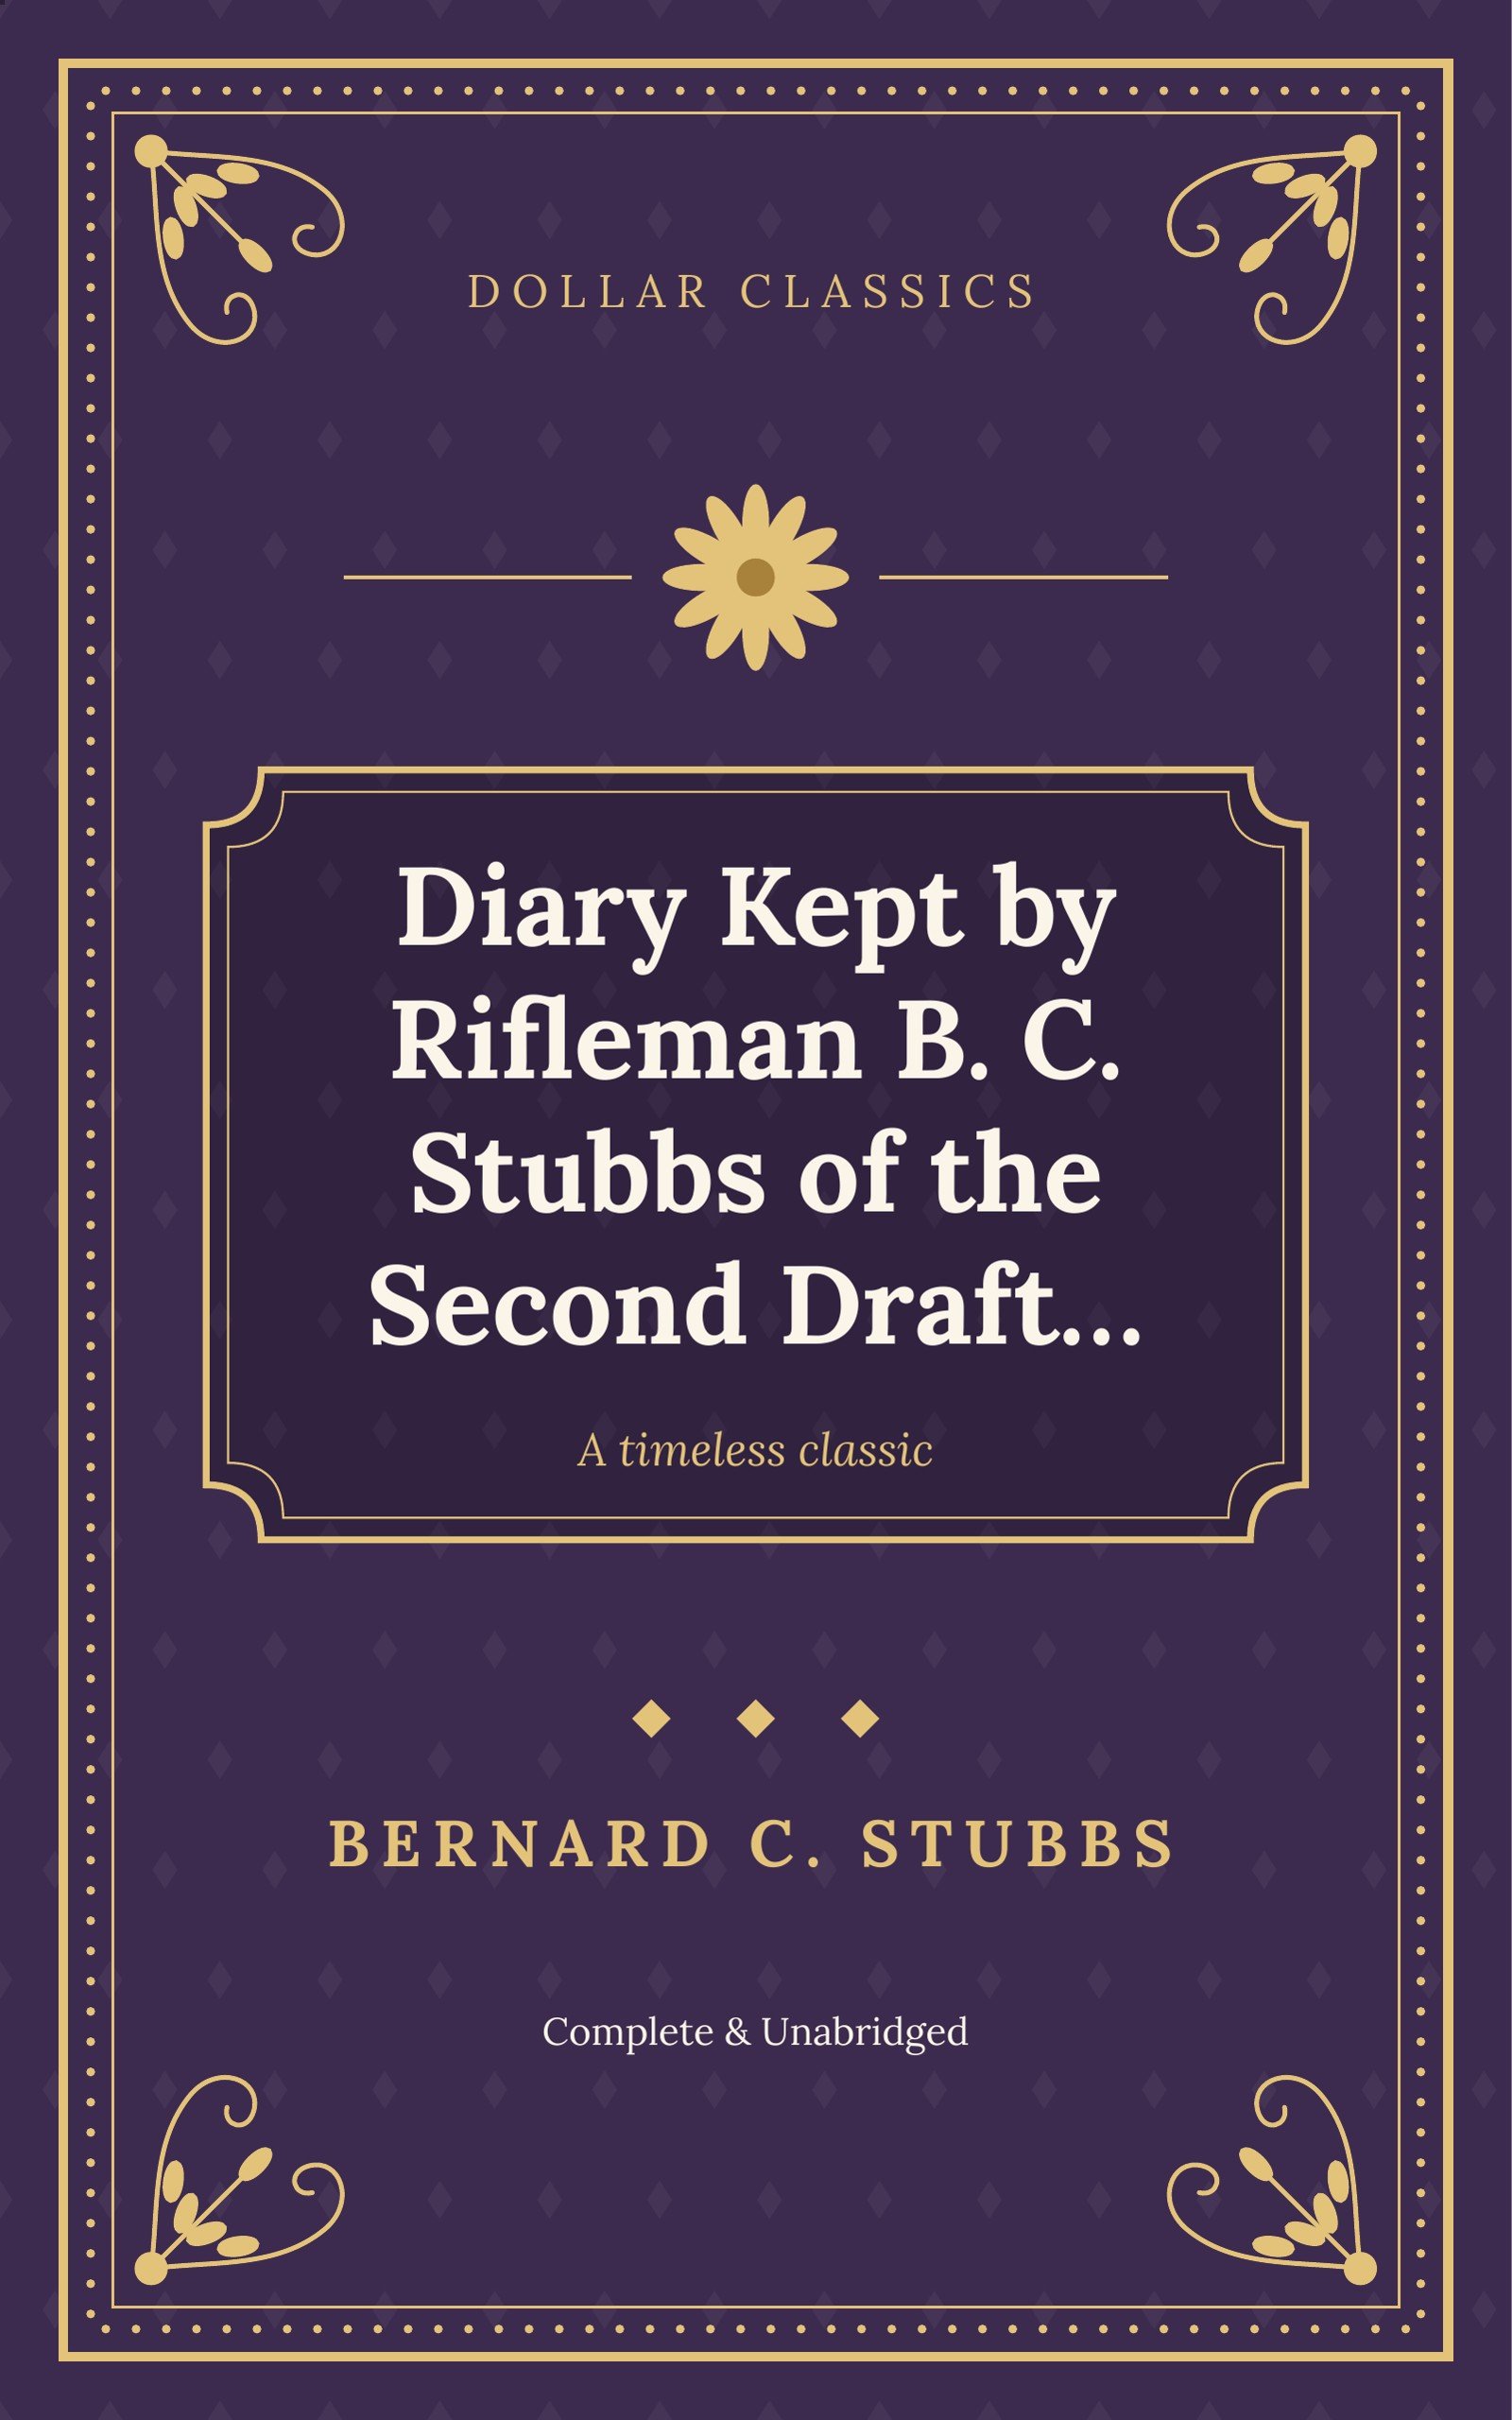 DOLLAR CLASSICS
Diary Kept by
Rifleman B. C.
Stubbs of the
Second Draft...
A timeless classic
BERNARD C. STUBBS
Complete & Unabridged